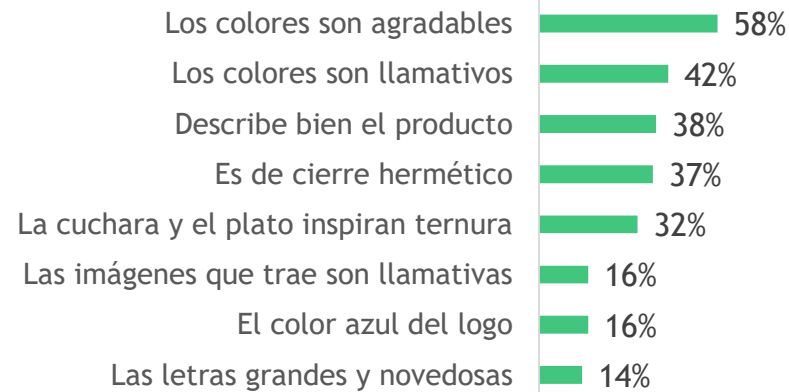 Los colores son agradables 58%
Los colores son llamativos 42%
Describe bien el producto 38%
Es de cierre hermético 37%
La cuchara y el plato inspiran ternura 32%
Las imágenes que trae son llamativas 16%
El color azul del logo 16%
Las letras grandes y novedosas 14%